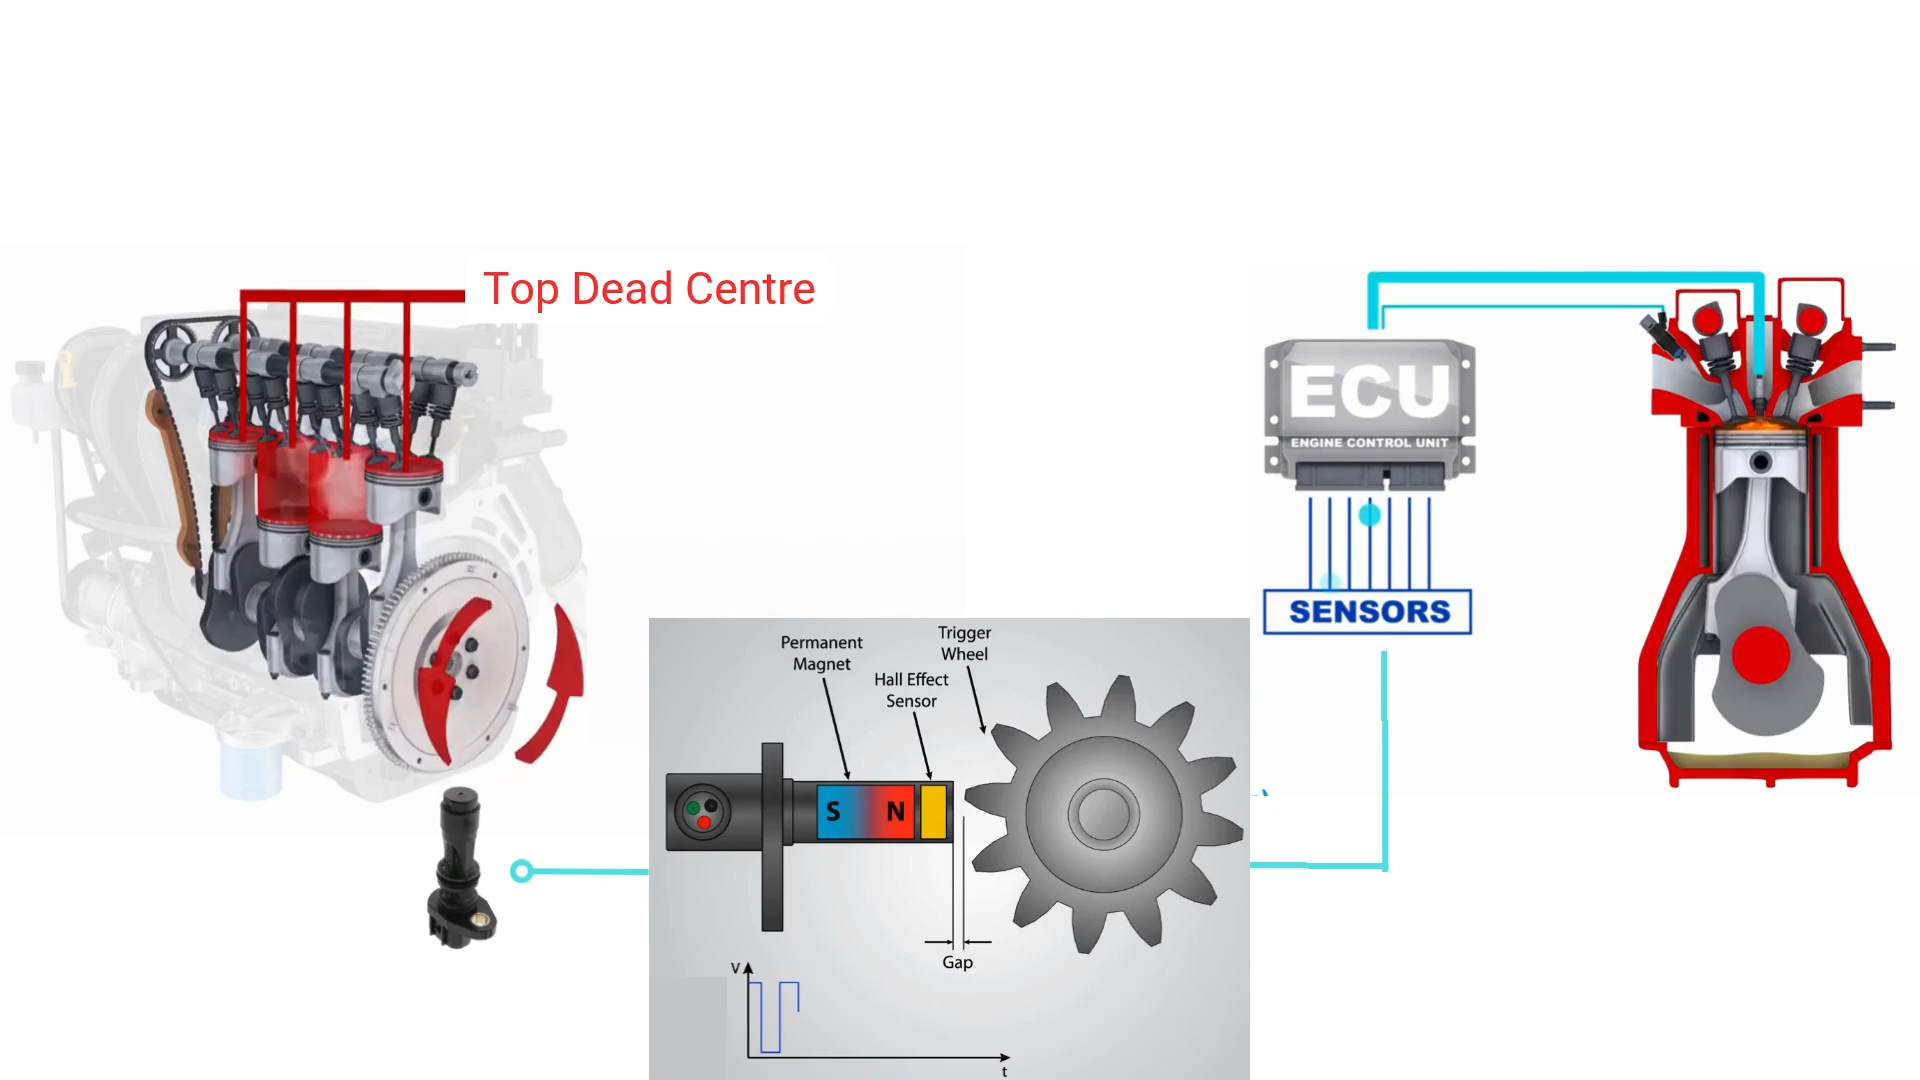 Top Dead Centre
ECU
ENGINE CONTROL UNIT
SENSORS
Permanent
Magnet
Trigger
Wheel
Hall Effect
Sensor
S
N
Gap
V
t